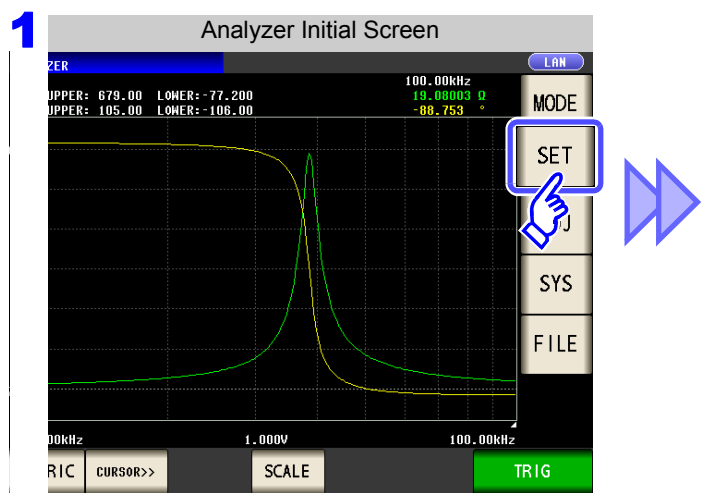 1
Analyzer Initial Screen
ZER
LAN
100.00kHz
UPPER: 679.00 LOWER:-77.200 19.08003 Ω
UPPER: 105.00 LOWER:-106.00 -88.753 °
MODE
SET
SYS
FILE
00kHz 1.000V 100.00kHz
RIC CURSOR>> SCALE TRIG